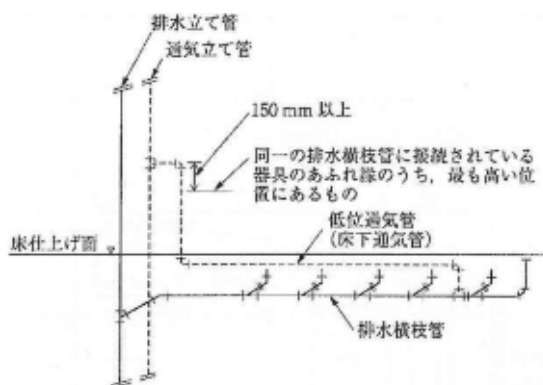 排水立て管
通気立て管
150 mm 以上
同一の排水横枝管に接続されている
器具のあふれ縁のうち，最も高い位
置にあるもの
低位通気管
(床下通気管)
床仕上げ面
排水横枝管